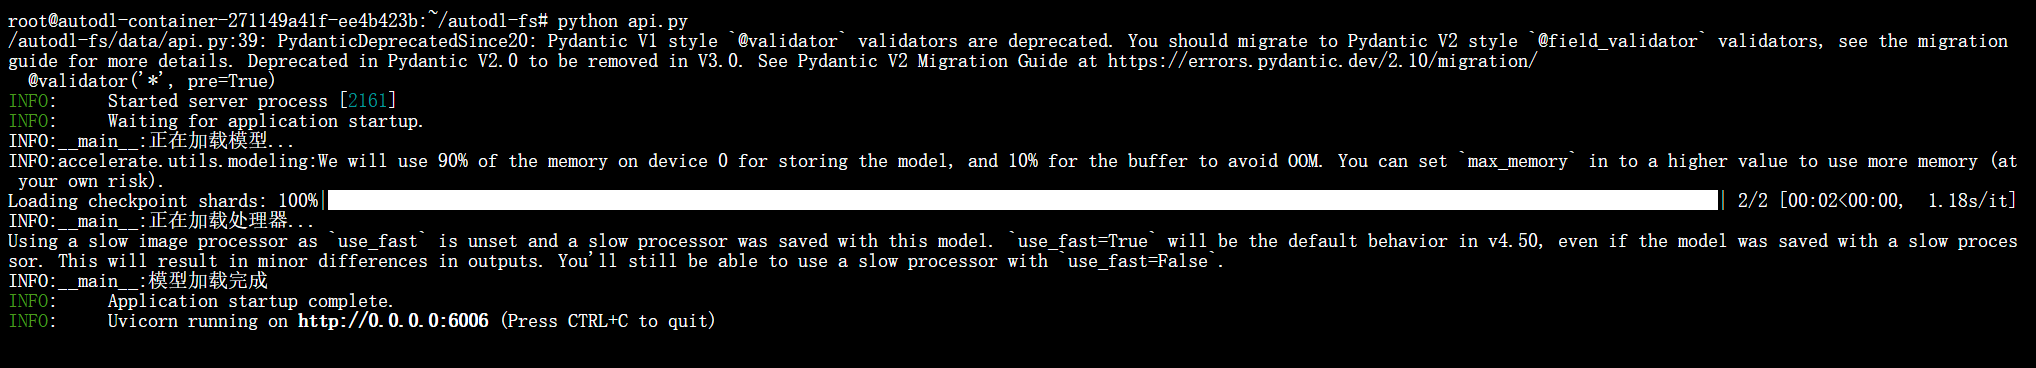 root@autodl-container-271149a41f-ee4b423b:~/autodl-fs# python api.py
/autodl-fs/data/api.py:39: PydanticDeprecatedSince20: Pydantic V1 style `@validator` validators are deprecated. You should migrate to Pydantic V2 style `@field_validator` validators, see the migration
guide for more details. Deprecated in Pydantic V2.0 to be removed in V3.0. See Pydantic V2 Migration Guide at https://errors.pydantic.dev/2.10/migration/
  @validator('*', pre=True)
INFO:     Started server process [2161]
INFO:     Waiting for application startup.
INFO:__main__:正在加载模型...
INFO:accelerate.utils.modeling:We will use 90% of the memory on device 0 for storing the model, and 10% for the buffer to avoid OOM. You can set `max_memory` in to a higher value to use more memory (at
 your own risk).
Loading checkpoint shards: 100%| | 2/2 [00:02<00:00,  1.18s/it]
INFO:__main__:正在加载处理器...
Using a slow image processor as `use_fast` is unset and a slow processor was saved with this model. `use_fast=True` will be the default behavior in v4.50, even if the model was saved with a slow proces
sor. This will result in minor differences in outputs. You'll still be able to use a slow processor with `use_fast=False`.
INFO:__main__:模型加载完成
INFO:     Application startup complete.
INFO:     Uvicorn running on http://0.0.0.0:6006 (Press CTRL+C to quit)